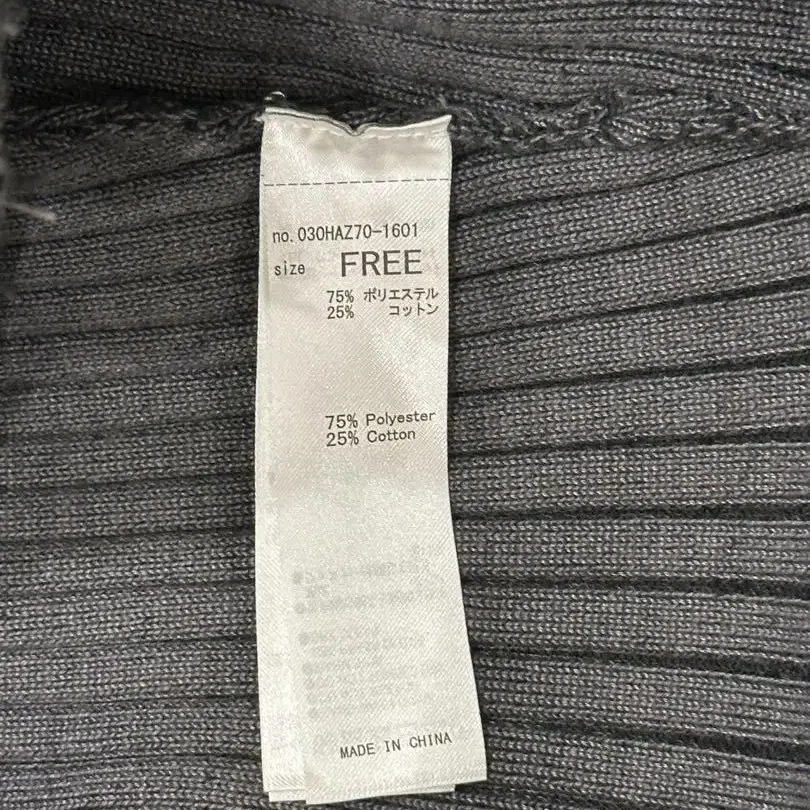 no. 030HAZ70-1601
size FREE
75% ポリエステル
25% コットン
75% Polyester
25% Cotton
MADE IN CHINA